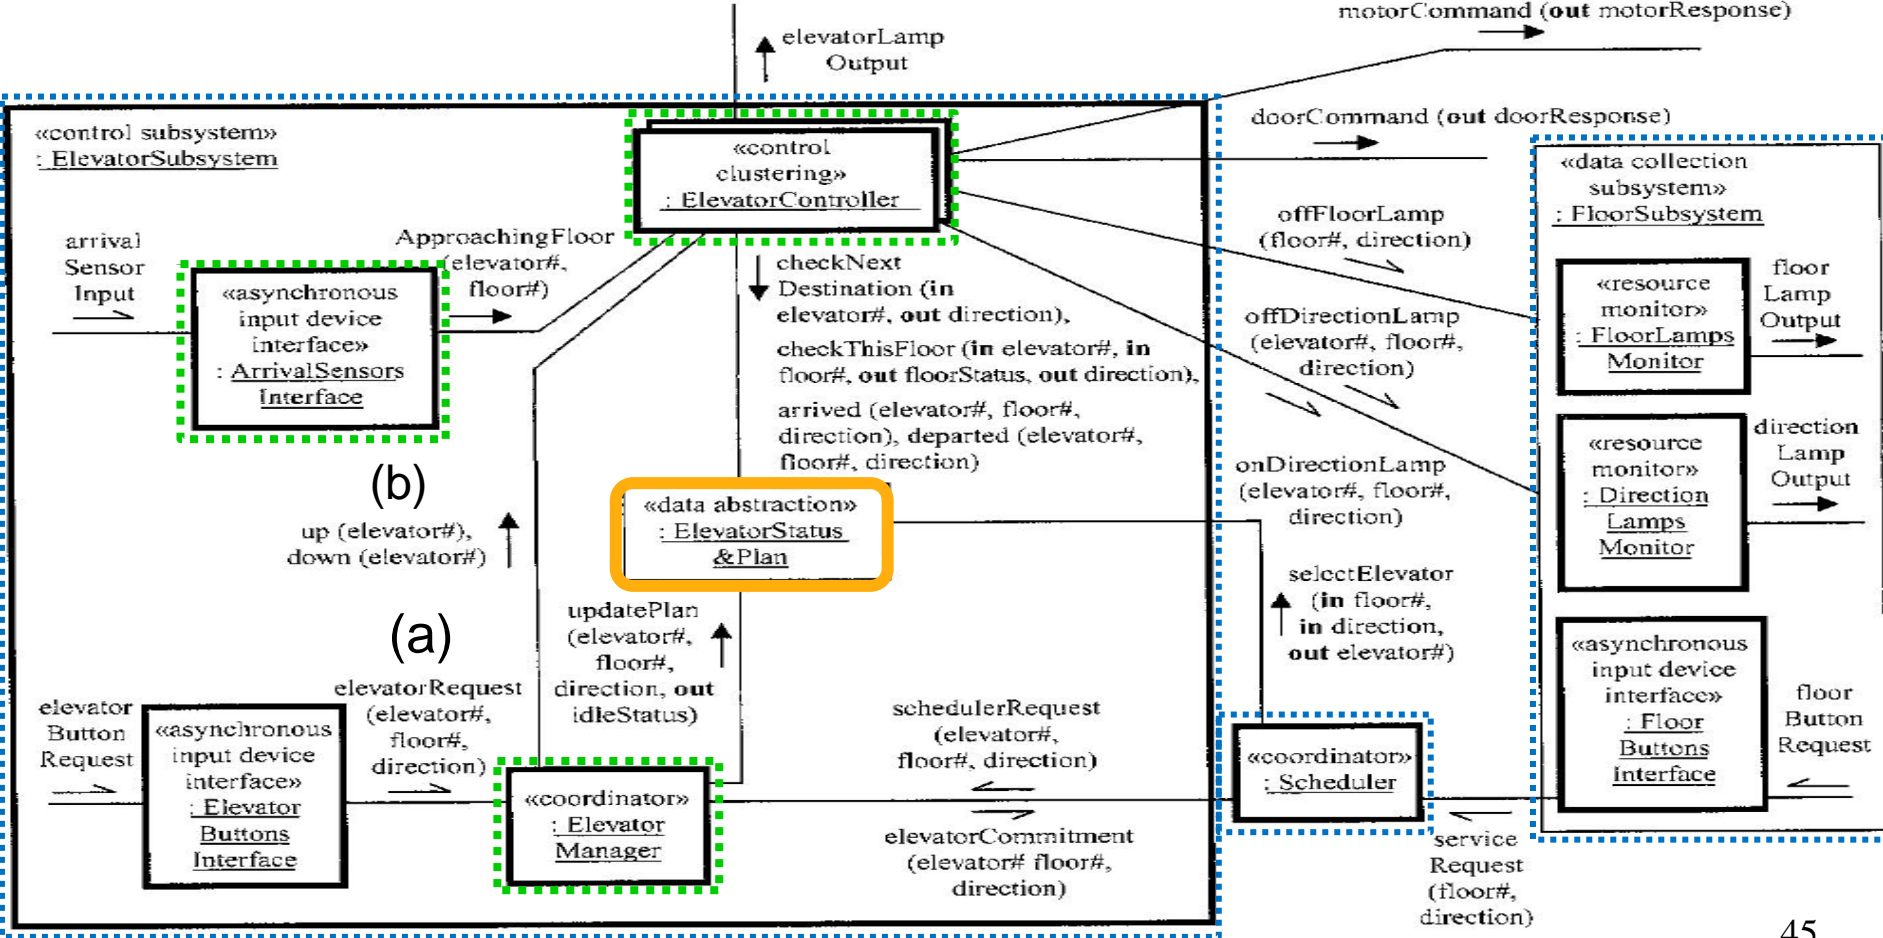 motorCommand (out motorResponse)
elevatorLamp
Output
doorCommand (out doorResponse)
«control subsystem»
: ElevatorSubsystem
«control
clustering»
: ElevatorController
«data collection
subsystem»
: FloorSubsystem
offFloorLamp
(floor#, direction)
arrival
Sensor
Input
ApproachingFloor
(elevator#,
floor#)
«asynchronous
input device
interface»
: ArrivalSensors
Interface
checkNext
Destination (in
elevator#, out direction),
checkThisFloor (in elevator#, in
floor#, out floorStatus, out direction),
arrived (elevator#, floor#,
direction), departed (elevator#,
floor#, direction)
offDirectionLamp
(elevator#, floor#,
direction)
«resource
monitor»
: FloorLamps
Monitor
floor
Lamp
Output
(b)
onDirectionLamp
(elevator#, floor#,
direction)
«resource
monitor»
: Direction
Lamps
Monitor
direction
Lamp
Output
up (elevator#),
down (elevator#)
«data abstraction»
: ElevatorStatus
&Plan
selectElevator
(in floor#,
in direction,
out elevator#)
(a)
updatePlan
(elevator#,
floor#,
direction, out
idleStatus)
«asynchronous
input device
interface»
: Floor
Buttons
Interface
floor
Button
Request
elevator
Button
Request
«asynchronous
input device
interface»
: Elevator
Buttons
Interface
elevatorRequest
(elevator#,
floor#,
direction)
«coordinator»
: Elevator
Manager
schedulerRequest
(elevator#,
floor#, direction)
elevatorCommitment
(elevator# floor#,
direction)
«coordinator»
: Scheduler
service
Request
(floor#,
direction)
45